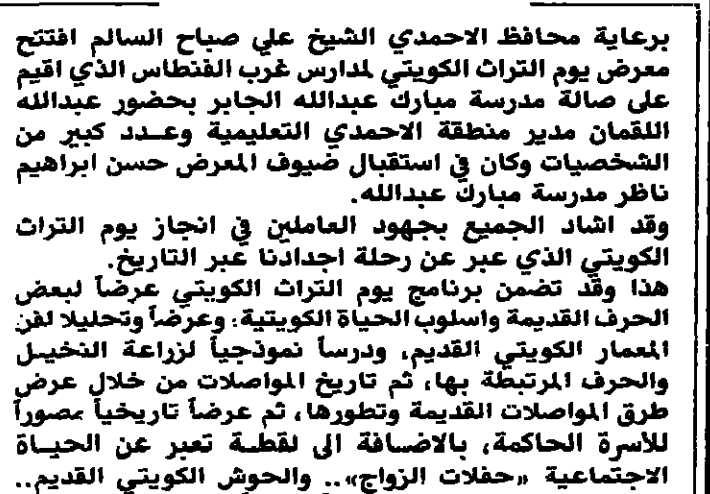 برعاية محافظ الاحمدي الشيخ علي صباح السالم افتتح
معرض يوم التراث الكويتي لمدارس غرب الفنطاس الذي اقيم
على صالة مدرسة مبارك عبدالله الجابر بحضور عبدالله
اللقمان مدير منطقة الاحمدي التعليمية وعدد كبير من
الشخصيات وكان في استقبال ضيوف المعرض حسن ابراهيم
ناظر مدرسة مبارك عبدالله.
وقد اشاد الجميع بجهود العاملين في انجاز يوم التراث
الكويتي الذي عبر عن رحلة اجدادنا عبر التاريخ.
هذا وقد تضمن برنامج يوم التراث الكويتي عرضاً لبعض
الحرف القديمة واسلوب الحياة الكويتية، وعرضاً وتحليلا لفن
المعمار الكويتي القديم، ودرساً نموذجياً لزراعة النخيل
والحرف المرتبطة بها، ثم تاريخ المواصلات من خلال عرض
طرق المواصلات القديمة وتطورها، ثم عرضاً تاريخياً مصوراً
للأسرة الحاكمة، بالاضافة الى لقطة تعبر عن الحياة
الاجتماعية «حفلات الزواج».. والحوش الكويتي القديم..